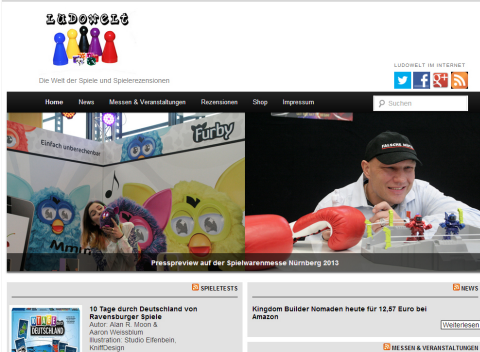 LUDOWELT
Die Welt der Spiele und Spielerezensionen
LUDOWELT IM INTERNET
Home News Messen & Veranstaltungen Rezensionen Shop Impressum
Suchen
Einfach unberechenbar
Furby
Presspreview auf der Spielwarenmesse Nürnberg 2013
SPIELETESTS
10 Tage durch Deutschland von
Ravensburger Spiele
Autor: Alan R. Moon &
Aaron Weissblum
Illustration: Studio Elfenbein,
KniffDesign
TAGE
DEUTSCHLAND
NEWS
Kingdom Builder Nomaden heute für 12,57 Euro bei
Amazon
Weiterlesen
MESSEN & VERANSTALTUNGEN